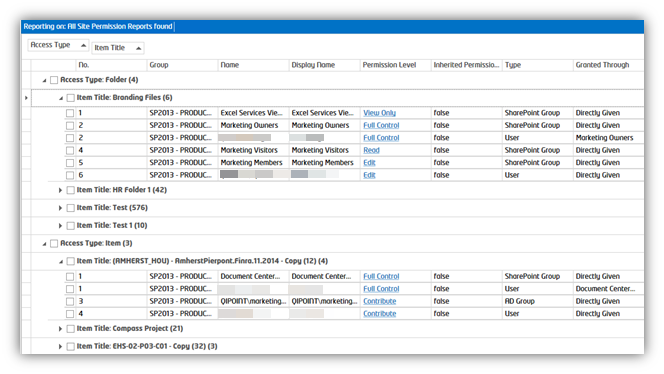 Reporting on: All Site Permission Reports found
Access Type Item Title
No. Group Name Display Name Permission Level Inherited Permissio... Type Granted Through
Access Type: Folder (4)
Item Title: Branding Files (6)
1 SP2013 - PRODUC... Excel Services Vie... Excel Services Vie... View Only false SharePoint Group Directly Given
2 SP2013 - PRODUC... Marketing Owners Marketing Owners Full Control false SharePoint Group Directly Given
2 SP2013 - PRODUC... Full Control false User Marketing Owners
4 SP2013 - PRODUC... Marketing Visitors Marketing Visitors Read false SharePoint Group Directly Given
5 SP2013 - PRODUC... Marketing Members Marketing Members Edit false SharePoint Group Directly Given
6 SP2013 - PRODUC... Edit false User Directly Given
Item Title: HR Folder 1 (42)
Item Title: Test (576)
Item Title: Test 1 (10)
Access Type: Item (3)
Item Title: (AMHERST_HOU) - AmherstPierpont.Finra.11.2014 - Copy (12) (4)
1 SP2013 - PRODUC... Document Center... Document Center... Full Control false SharePoint Group Directly Given
1 SP2013 - PRODUC... Full Control false User Document Center...
3 SP2013 - PRODUC... QIPOINT\marketing... QIPOINT\marketing... Contribute false AD Group Directly Given
4 SP2013 - PRODUC... Contribute false User Directly Given
Item Title: Compass Project (21)
Item Title: EHS-02-P03-C01 - Copy (32) (3)